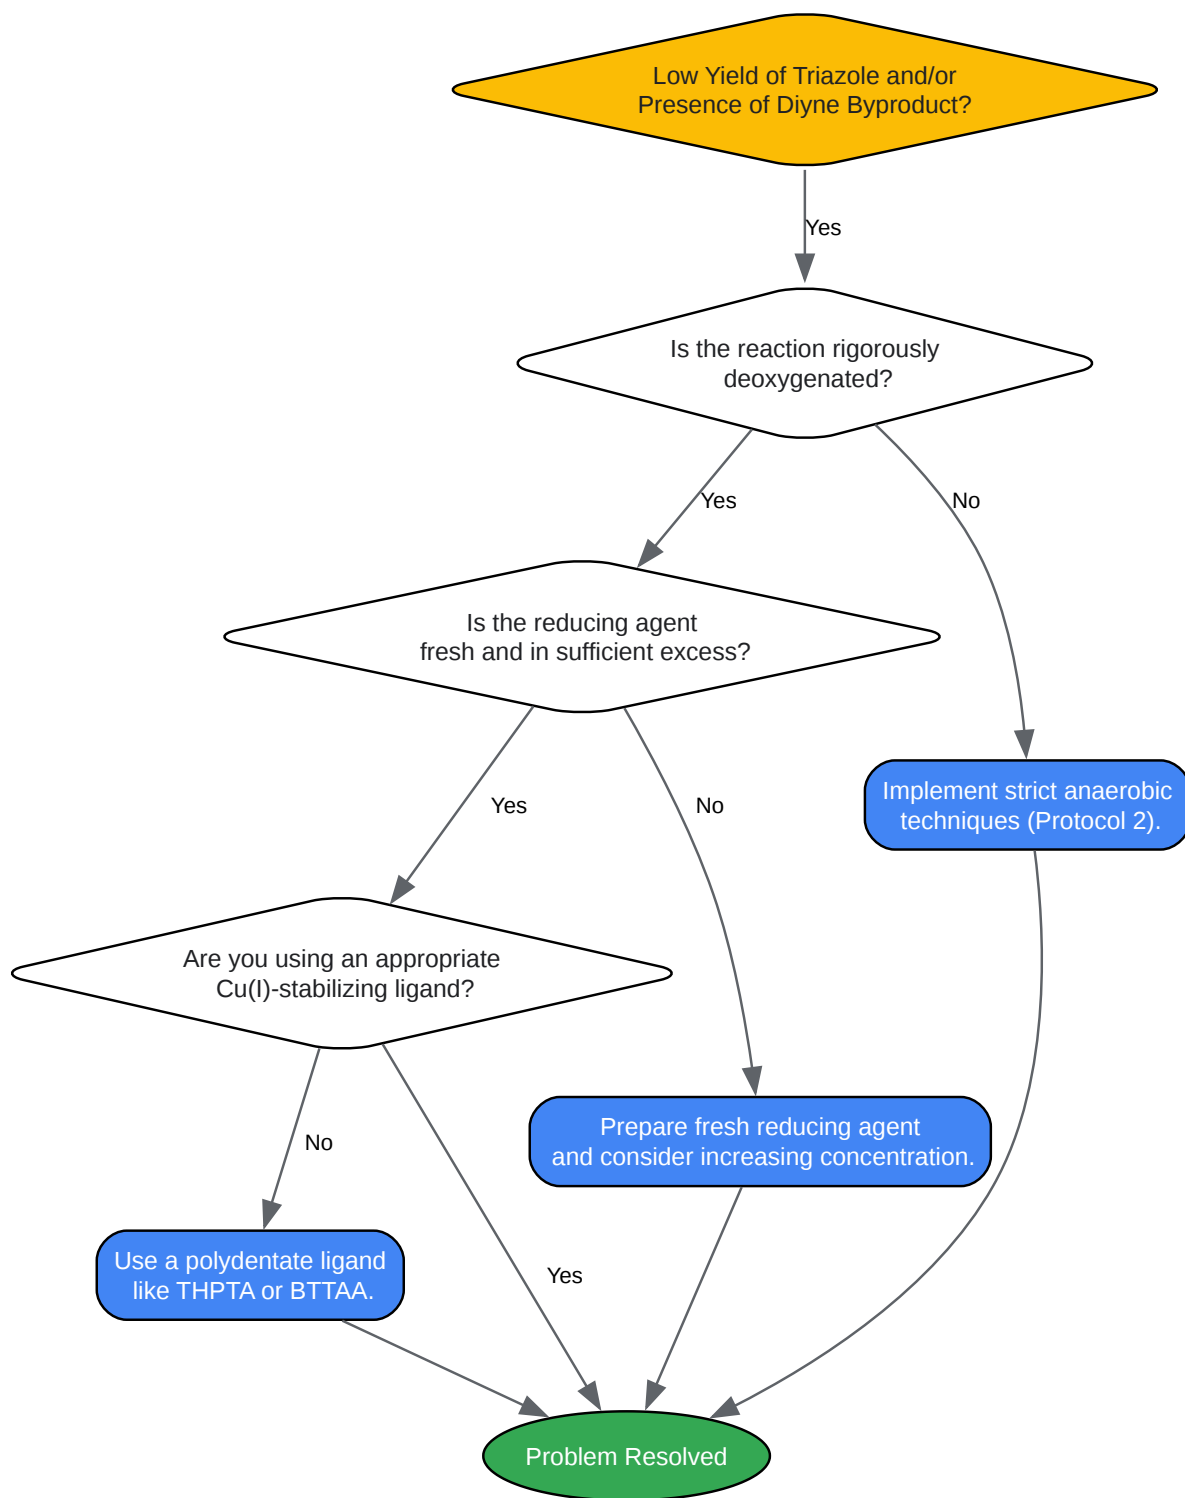 Low Yield of Triazole and/or
Presence of Diyne Byproduct?
Yes
Is the reaction rigorously
deoxygenated?
Yes
No
Is the reducing agent
fresh and in sufficient excess?
Implement strict anaerobic
techniques (Protocol 2).
Yes
No
Are you using an appropriate
Cu(I)-stabilizing ligand?
Prepare fresh reducing agent
and consider increasing concentration.
No
Use a polydentate ligand
like THPTA or BTTAA.
Yes
Problem Resolved